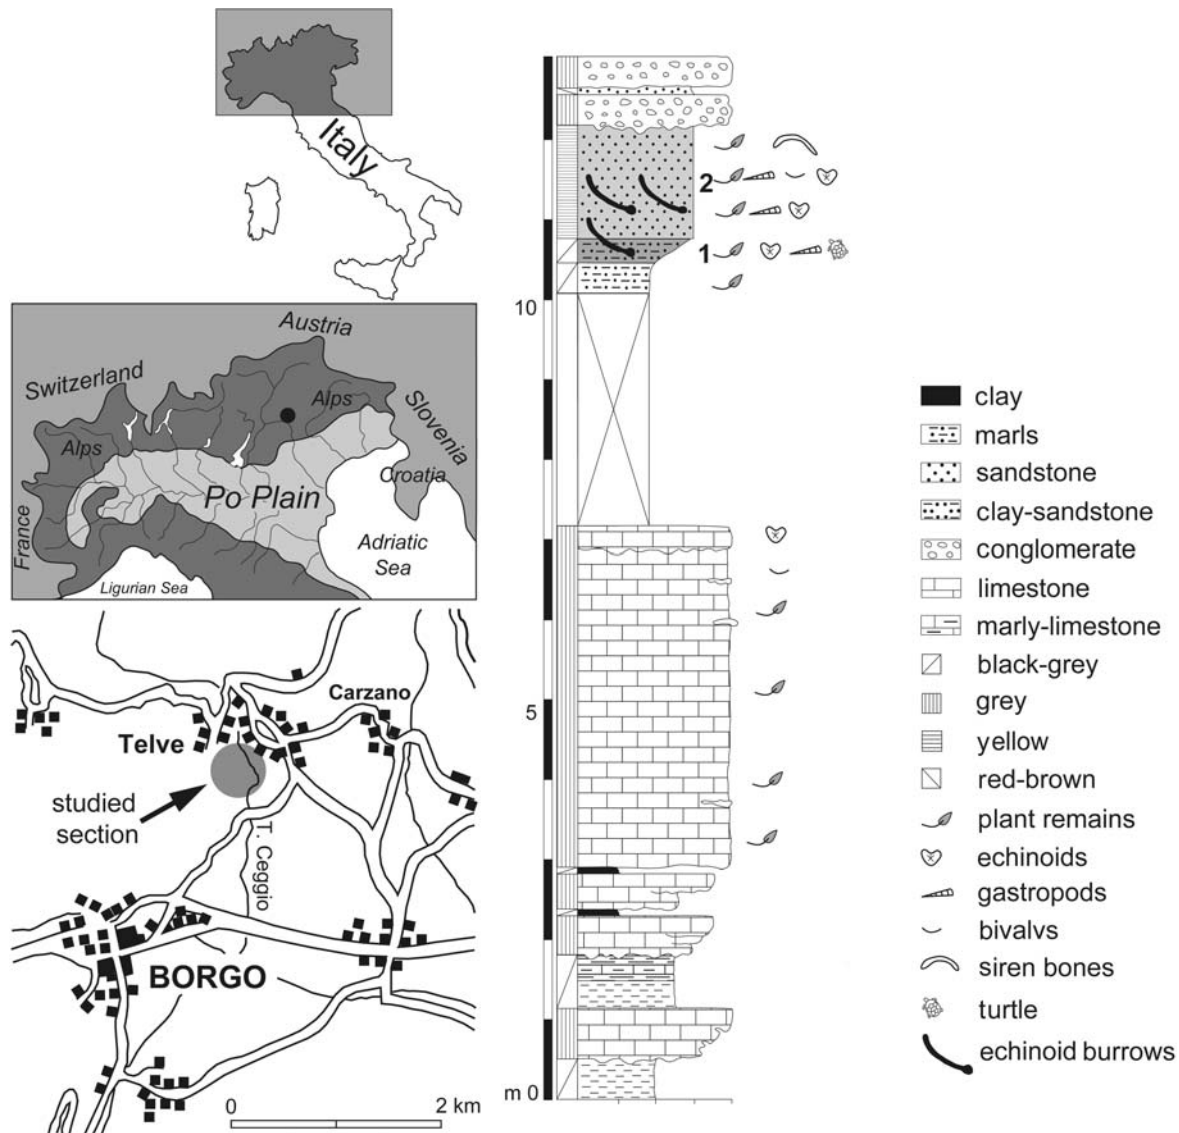 Italy
Austria
Switzerland
Alps
Slovenia
Alps
Croatia
Po Plain
France
Adriatic
Sea
Ligurian Sea
Carzano
Telve
studied
section
T. Ceggio
BORGO
0
2 km
2
1
10
5
m 0
clay
marls
sandstone
clay-sandstone
conglomerate
limestone
marly-limestone
black-grey
grey
yellow
red-brown
plant remains
echinoids
gastropods
bivalvs
siren bones
turtle
echinoid burrows